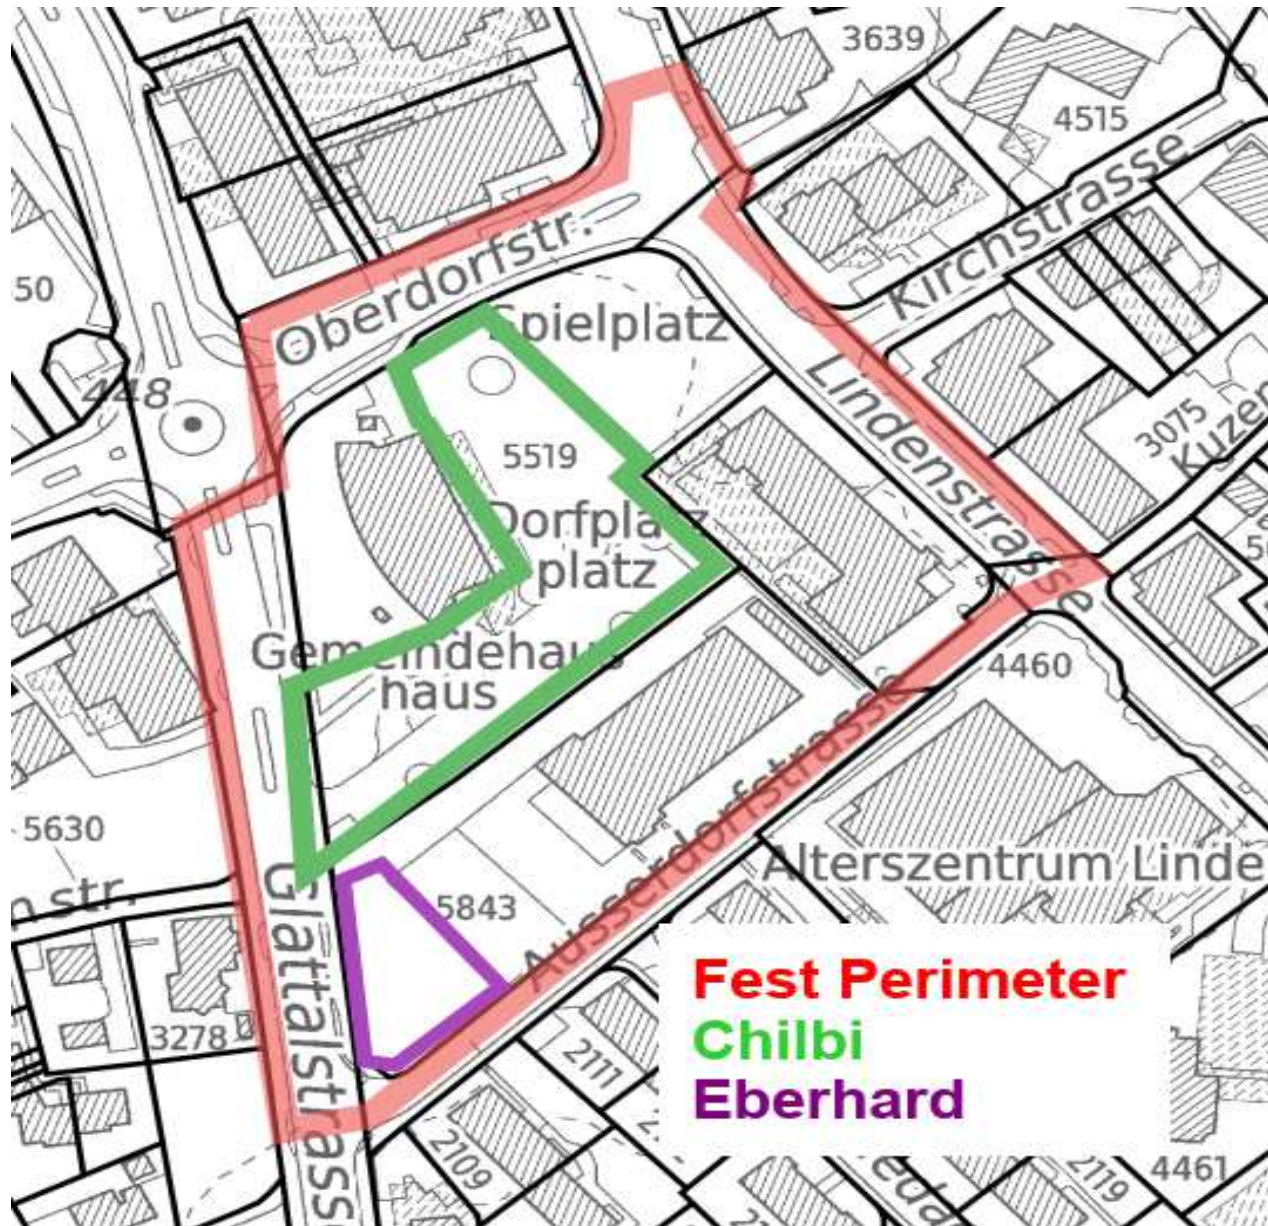 3639
4515
Kirchstrasse
50
Oberdorfstr.
Spielplatz
448
Lindenstrasse
3075
Kuzen
5519
Dorfplatz
platz
Gemeindehaus
haus
4460
5630
str.
Glattalstrasse
5843
Ausserdorfstrasse
Alterszentrum Linde
3278
2111
2109
2119
4461
Fest Perimeter
Chilbi
Eberhard